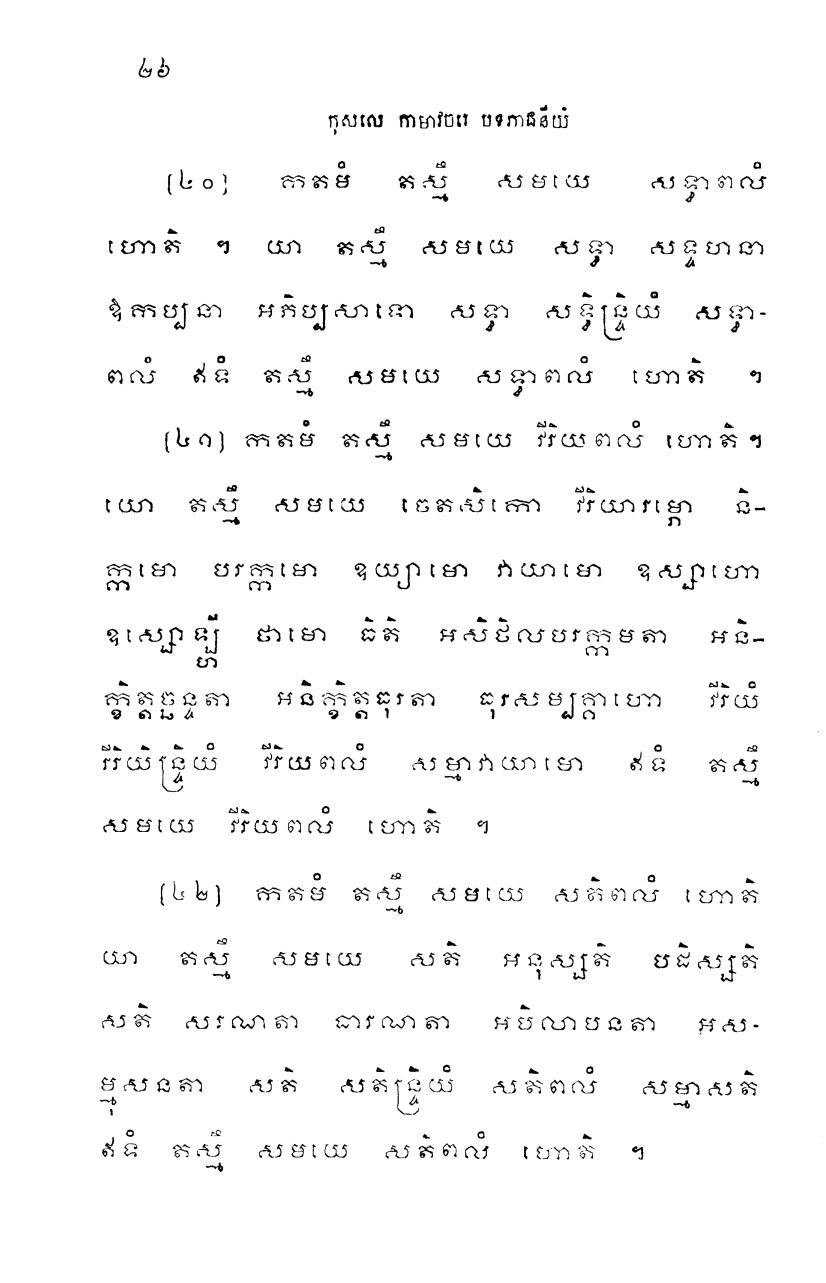 ២៦
កុសលេ កាមាវចរេ បទភាជនីយំ
(៤០) កតមំ តស្មឹ សមយេ សទ្ធាពលំ
ហោតិ ។ យា តស្មឹ សមយេ សទ្ធា សទ្ទហនា
ឱកប្បនា អភិប្បសាទោ សទ្ធា សទ្ធិន្ទ្រិយំ សទ្ធា-
ពលំ ឥទំ តស្មឹ សមយេ សទ្ធាពលំ ហោតិ ។
(៤១) កតមំ តស្មឹ សមយេ វីរិយពលំ ហោតិ។
យោ តស្មឹ សមយេ ចេតសិកោ វីរិយារម្ភោ និ-
ក្កមោ បរក្កមោ ឧយ្យាមោ វាយាមោ ឧស្សាហោ
ឧស្សោឡ្ហី ថាមោ ធិតិ អសិថិលបរក្កមតា អនិ-
ក្ខិត្តច្ឆន្ទតា អនិក្ខិត្តធុរតា ធុរសម្បគ្គាហោ វីរិយំ
វីរិយិន្ទ្រិយំ វីរិយពលំ សម្មាវាយាមោ ឥទំ តស្មឹ
សមយេ វីរិយពលំ ហោតិ ។
(៤២) កតមំ តស្មឹ សមយេ សតិពលំ ហោតិ
យា តស្មឹ សមយេ សតិ អនុស្សតិ បដិស្សតិ
សតិ សរណតា ធារណតា អបិលាបនតា អស-
ម្មុសនតា សតិ សតិន្ទ្រិយំ សតិពលំ សម្មាសតិ
ឥទំ តស្មឹ សមយេ សតិពលំ ហោតិ ។